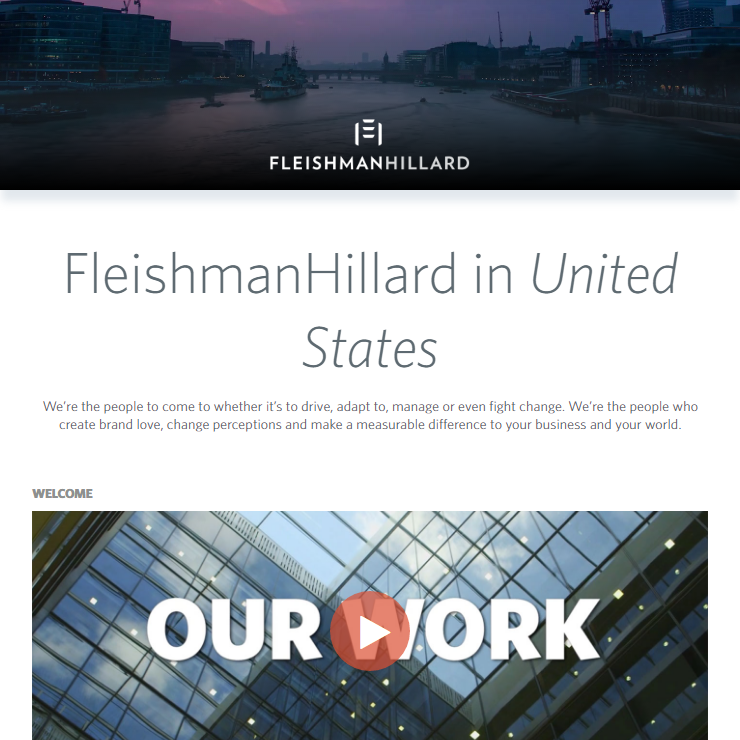 FLEISHMANHILLARD
FleishmanHillard in United
States
We're the people to come to whether it's to drive, adapt to, manage or even fight change. We're the people who
create brand love, change perceptions and make a measurable difference to your business and your world.
WELCOME
OUR WORK